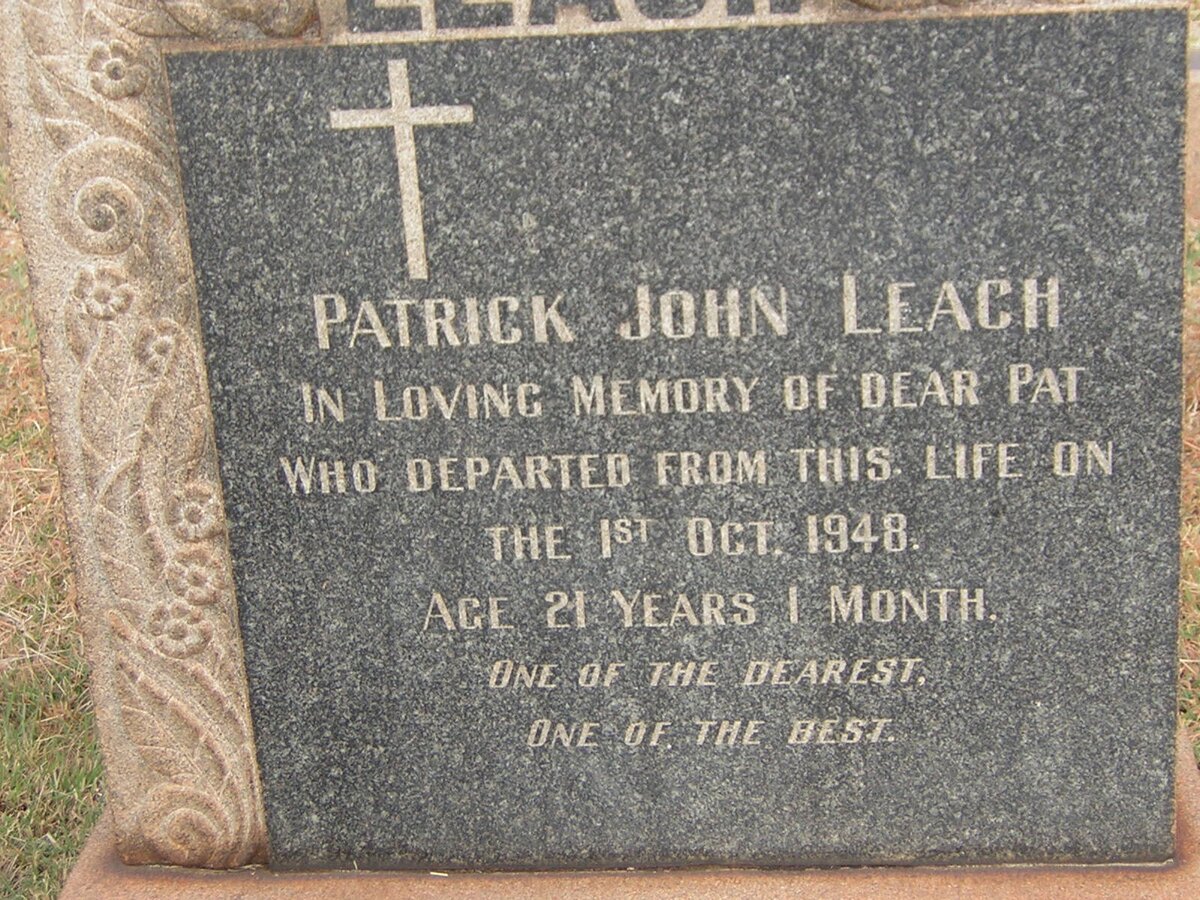 LEACH
PATRICK JOHN LEACH
IN LOVING MEMORY OF DEAR PAT
WHO DEPARTED FROM THIS LIFE ON
THE 1ST OCT. 1948.
AGE 21 YEARS 1 MONTH.
ONE OF THE DEAREST,
ONE OF THE BEST.